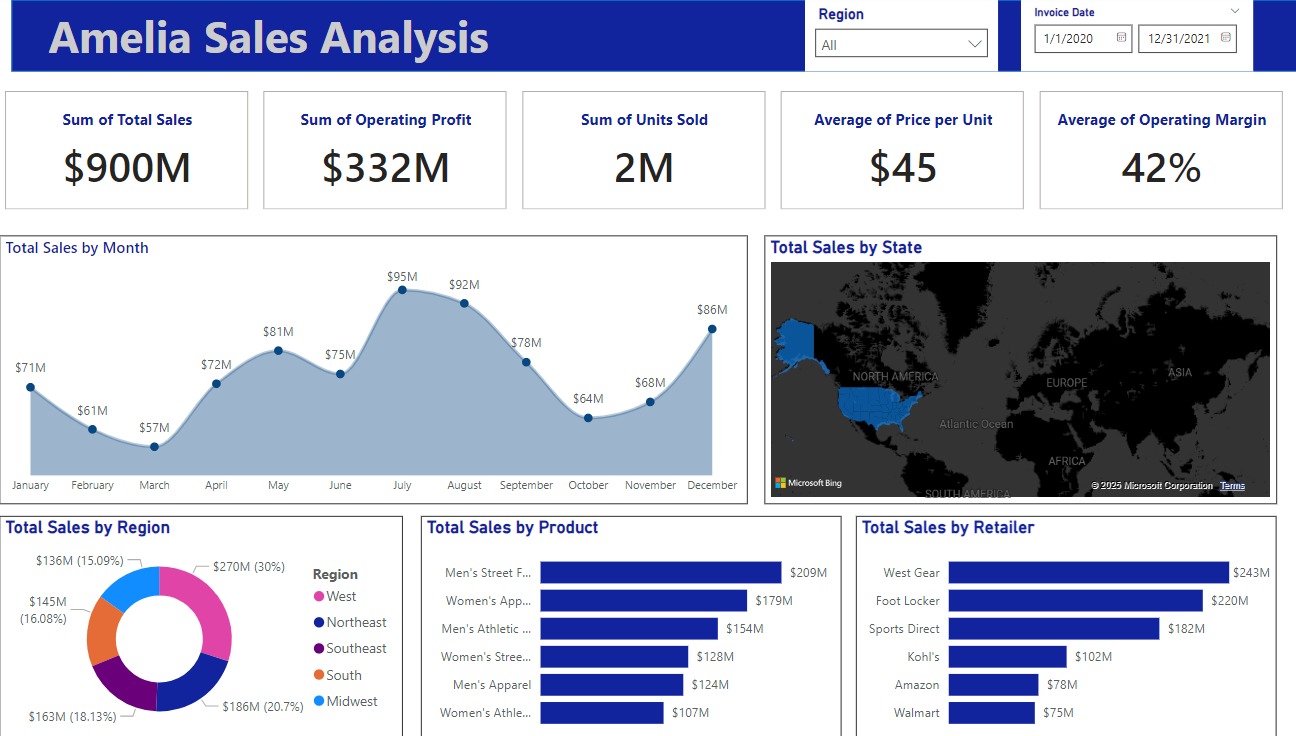 Amelia Sales Analysis
Region
All
Invoice Date
1/1/2020
12/31/2021
Sum of Total Sales
$900M
Sum of Operating Profit
$332M
Sum of Units Sold
2M
Average of Price per Unit
$45
Average of Operating Margin
42%
Total Sales by Month
$71M
$61M
$57M
$72M
$81M
$75M
$95M
$92M
$78M
$64M
$68M
$86M
January February March April May June July August September October November December
Total Sales by State
NORTH AMERICA
EUROPE
ASIA
Atlantic Ocean
AFRICA
SOUTH AMERICA
Microsoft Bing
© 2025 Microsoft Corporation Terms
Total Sales by Region
$136M (15.09%)
$270M (30%)
$145M
(16.08%)
$163M (18.13%)
$186M (20.7%)
Region
West
Northeast
Southeast
South
Midwest
Total Sales by Product
Men's Street F... $209M
Women's App... $179M
Men's Athletic ... $154M
Women's Stree... $128M
Men's Apparel $124M
Women's Athle... $107M
Total Sales by Retailer
West Gear $243M
Foot Locker $220M
Sports Direct $182M
Kohl's $102M
Amazon $78M
Walmart $75M